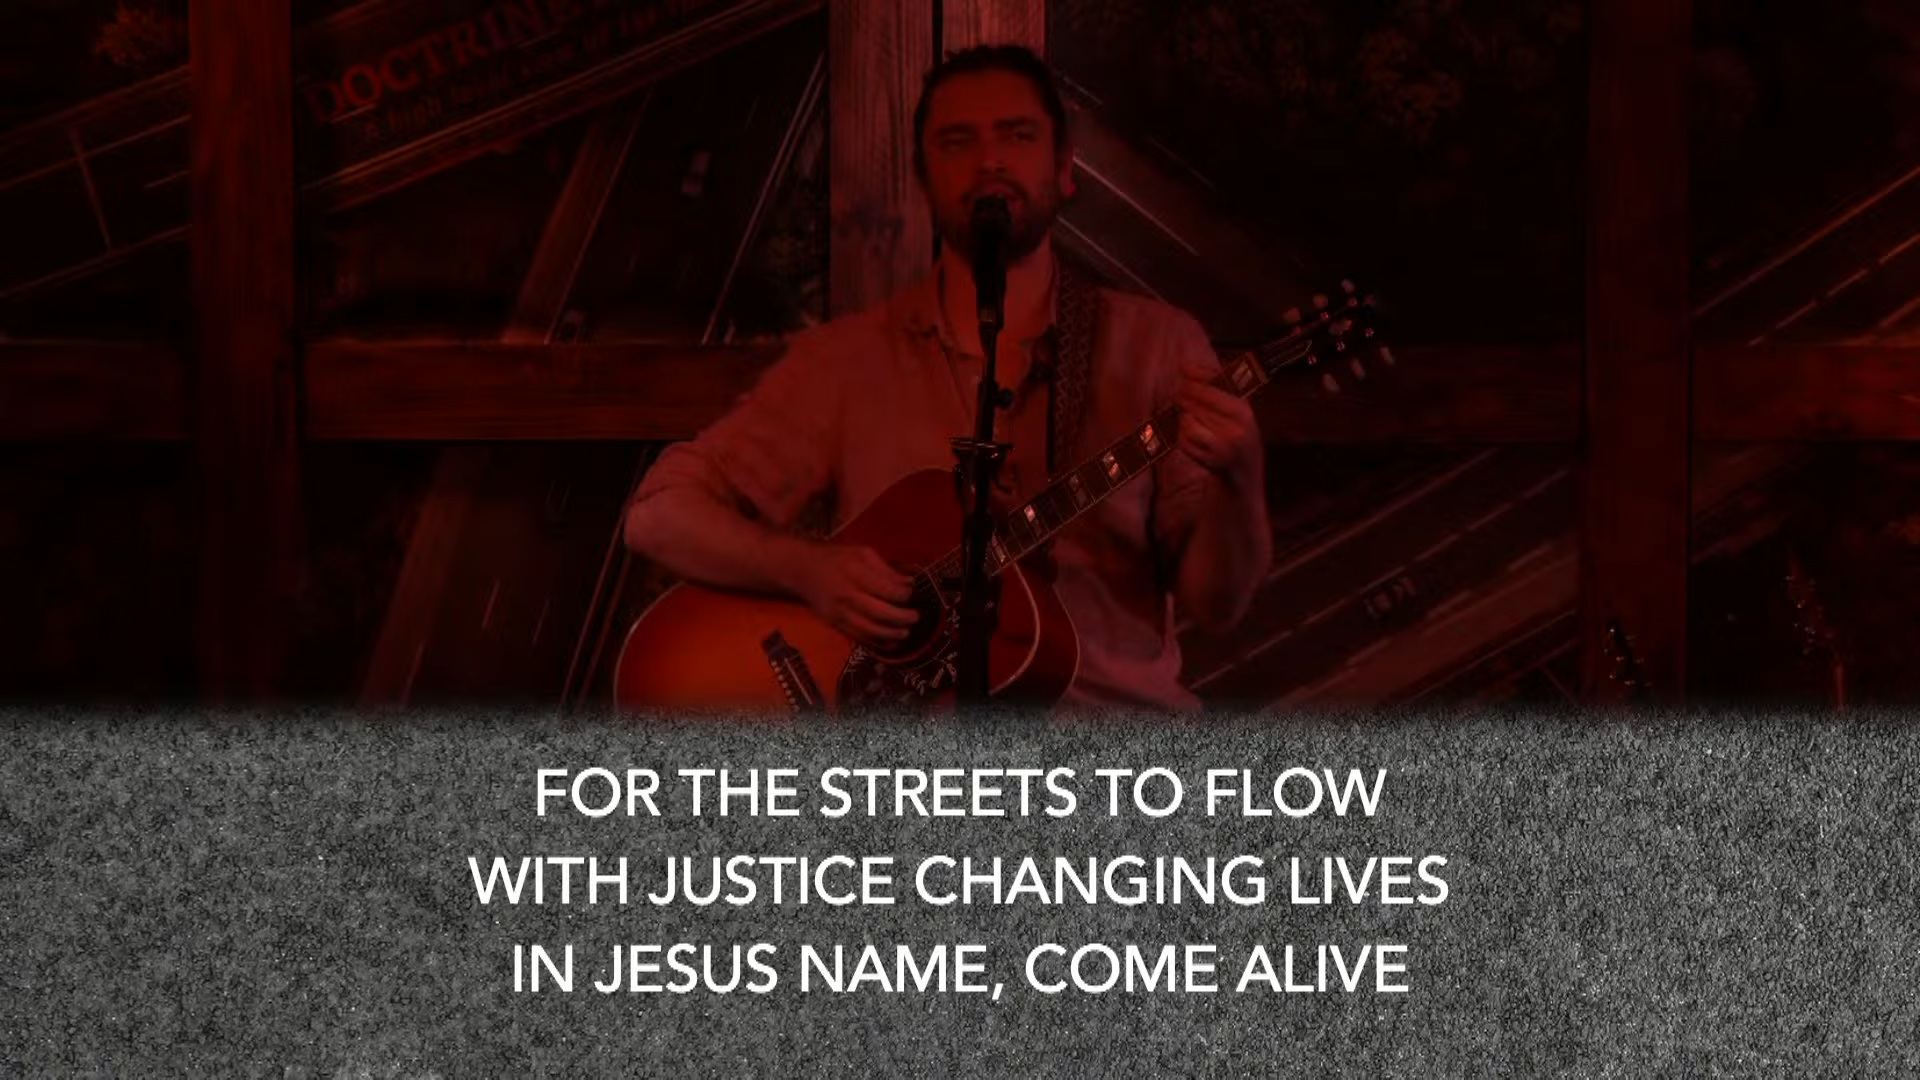 DOCTRINE
FOR THE STREETS TO FLOW
WITH JUSTICE CHANGING LIVES
IN JESUS NAME, COME ALIVE